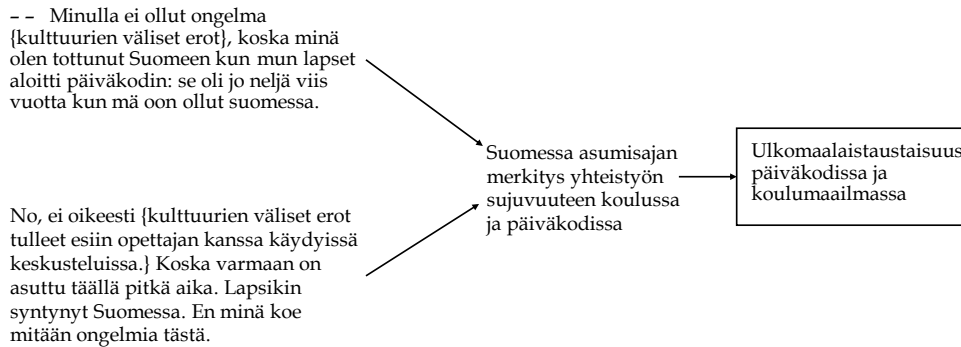 – – Minulla ei ollut ongelma
{kulttuurien väliset erot}, koska minä
olen tottunut Suomeen kun mun lapset
aloitti päiväkodin: se oli jo neljä viis
vuotta kun mä oon ollut suomessa.
Suomessa asumisajan
merkitys yhteistyön
sujuvuuteen koulussa
ja päiväkodissa
Ulkomaalaistaustaisuus
päiväkodissa ja
koulumaailmassa
No, ei oikeesti {kulttuurien väliset erot
tulleet esiin opettajan kanssa käydyissä
keskusteluissa.} Koska varmaan on
asuttu täällä pitkä aika. Lapsikin
syntynyt Suomessa. En minä koe
mitään ongelmia tästä.